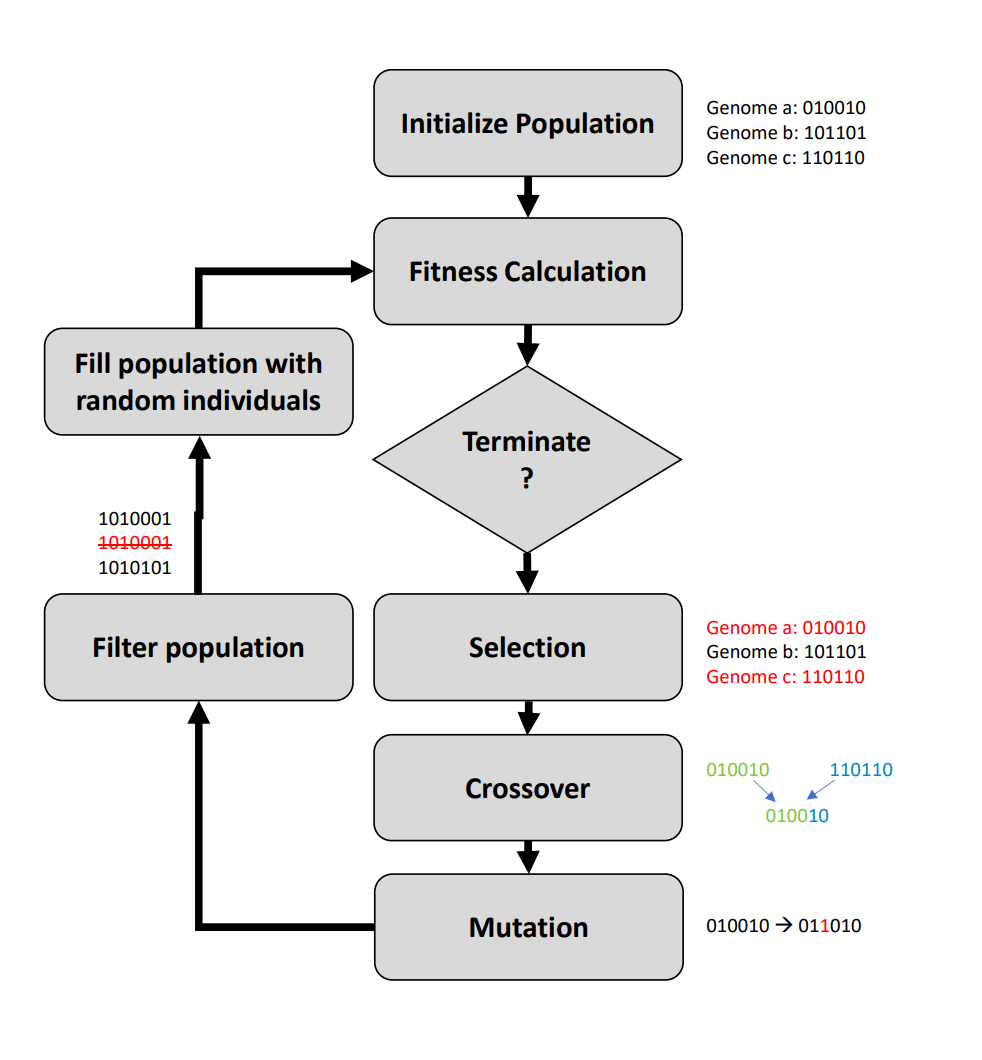 Initialize Population
Genome a: 010010
Genome b: 101101
Genome c: 110110
Fitness Calculation
Fill population with
random individuals
Terminate
?
1010001
1010001
1010101
Filter population
Selection
Genome a: 010010
Genome b: 101101
Genome c: 110110
Crossover
010010 110110
010010
Mutation
010010 → 011010